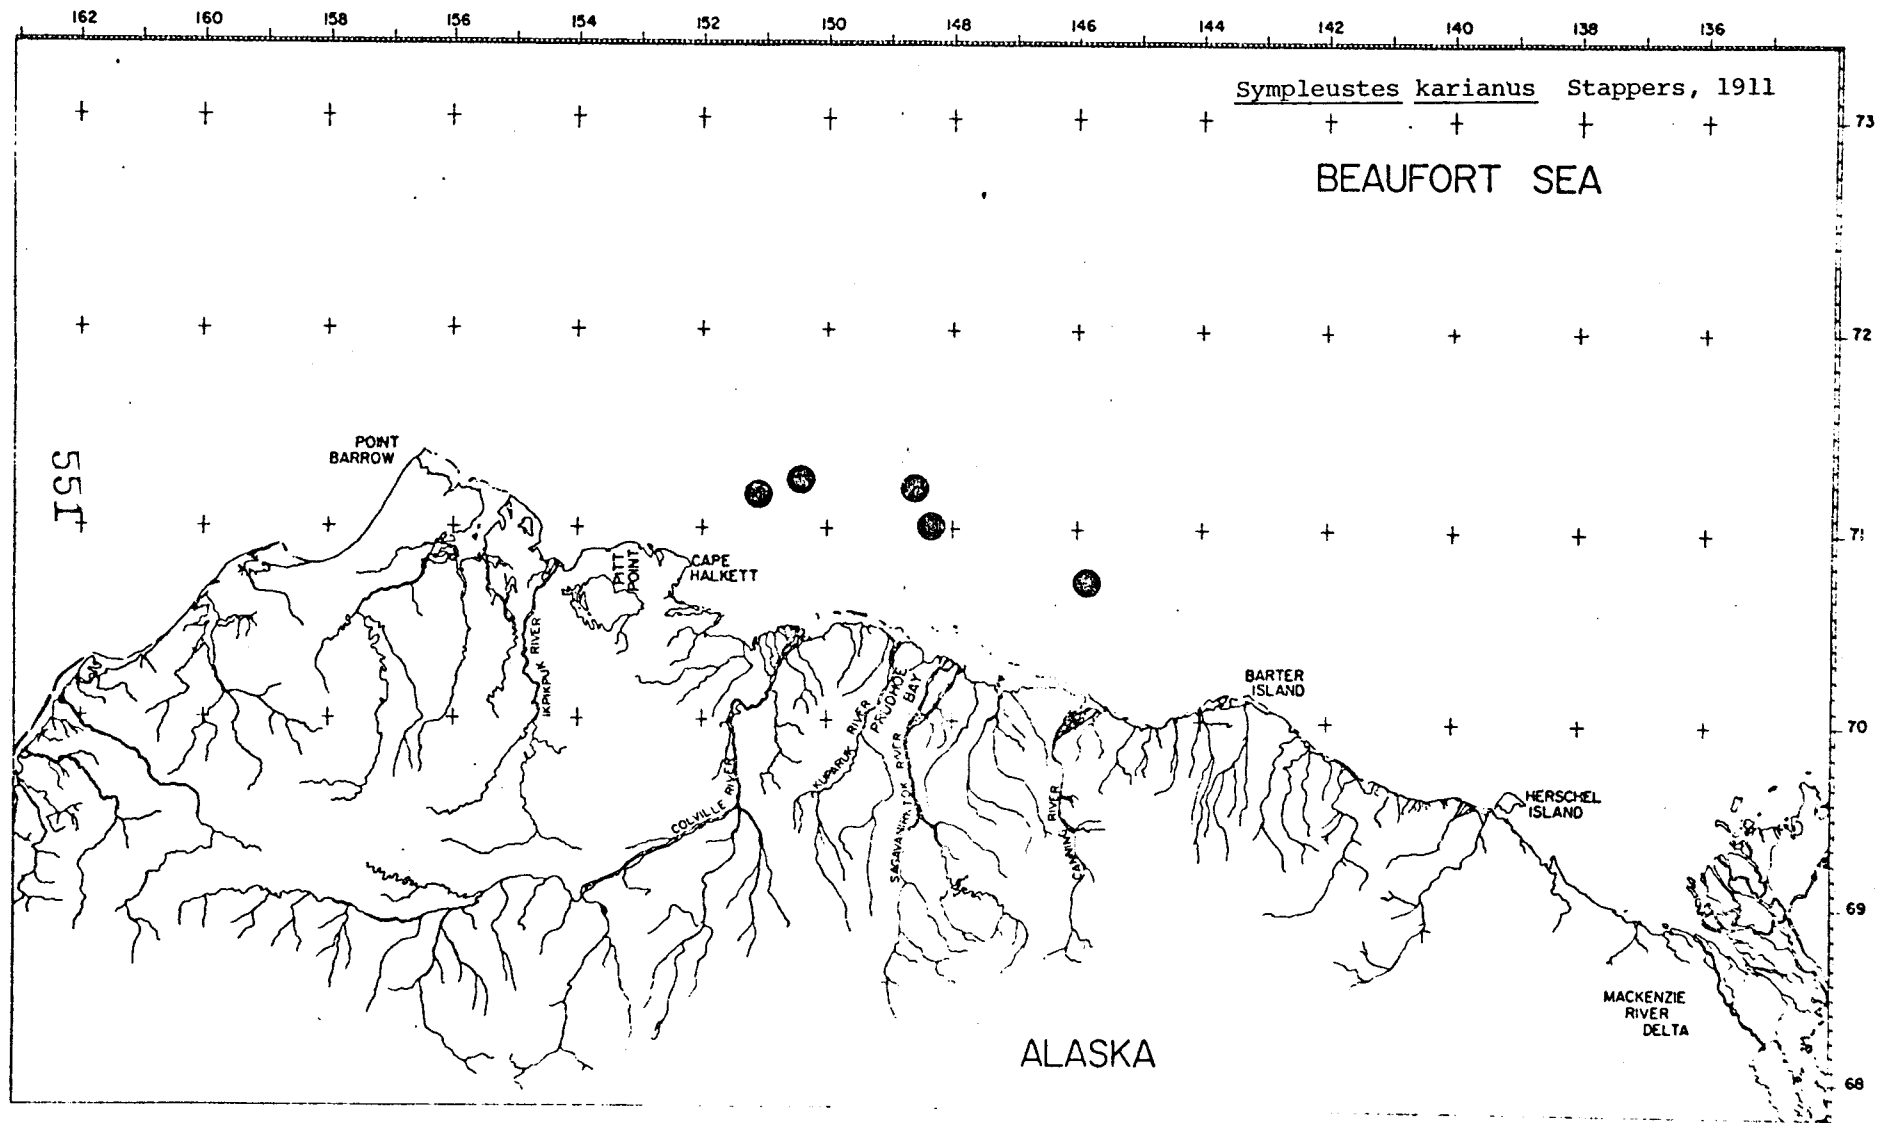 162 160 158 156 154 152 150 148 146 144 142 140 138 136
Sympleustes karianus Stappers, 1911
73
BEAUFORT SEA
72
POINT
BARROW
551
71
PITT
POINT
CAPE
HALKETT
IKPIKPUK RIVER
BARTER
ISLAND
PRUDHOE
BAY
70
KUPARUK RIVER
COLVILLE RIVER
SAGAVANIRKTOK RIVER
CANNING RIVER
HERSCHEL
ISLAND
69
MACKENZIE
RIVER
DELTA
ALASKA
68